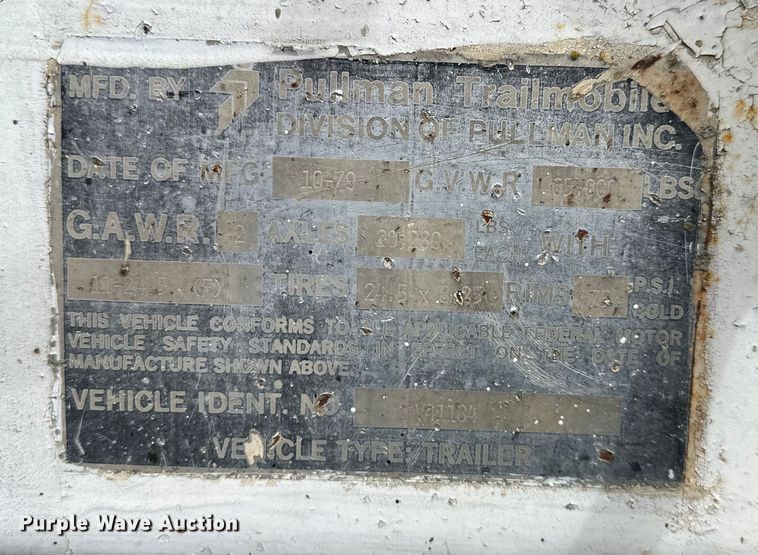 MFD. BY Pullman Trailmobile
DIVISION OF PULLMAN INC.
DATE OF MFG 10-79 G.V.W.R LBS
G.A.W.R. 2 AXLES LBS. EACH WITH
TIRES RIMS P.S.I. COLD
THIS VEHICLE CONFORMS TO ALL APPLICABLE FEDERAL MOTOR
VEHICLE SAFETY STANDARDS IN EFFECT ON THE DATE OF
MANUFACTURE SHOWN ABOVE.
VEHICLE IDENT. NO.
VEHICLE TYPE: TRAILER
Purple Wave Auction